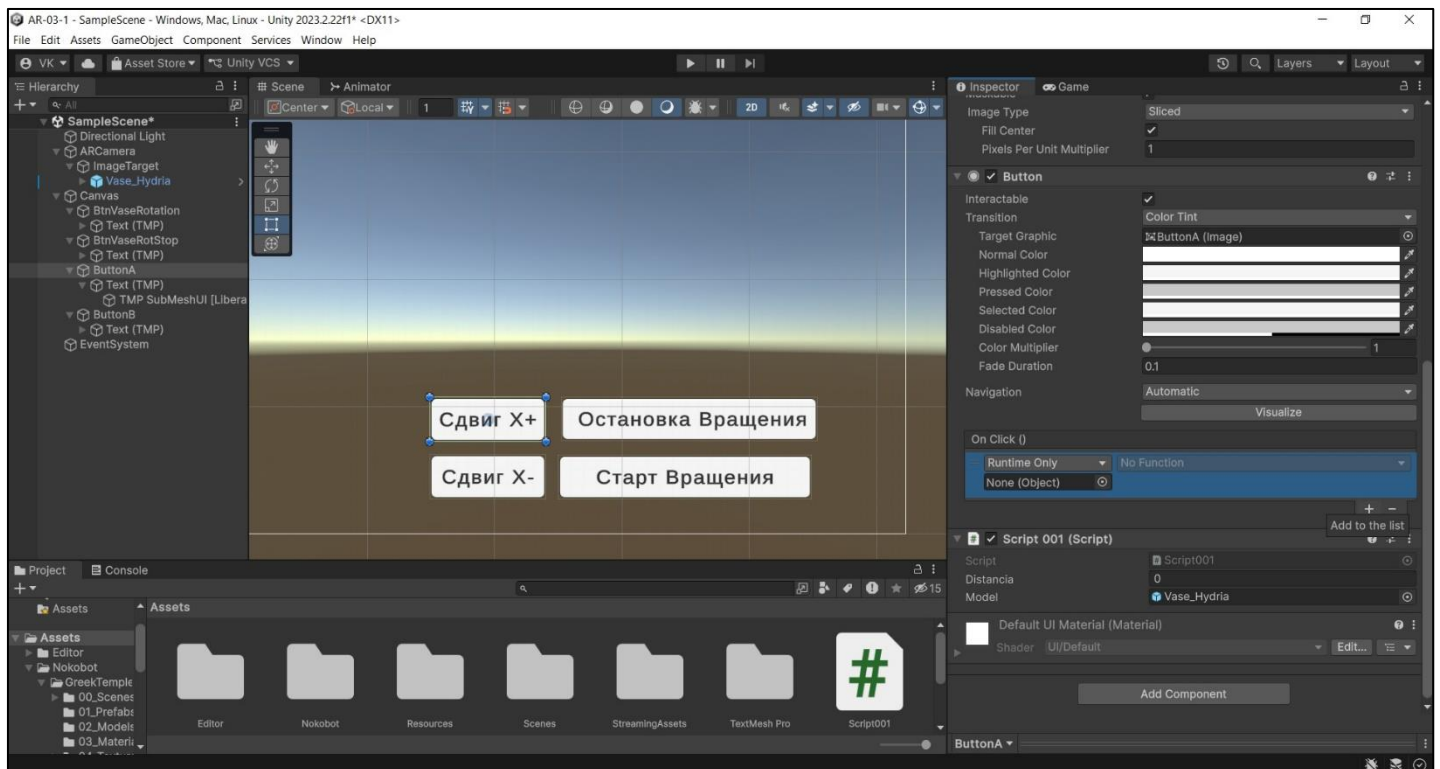 AR-03-1 - SampleScene - Windows, Mac, Linux - Unity 2023.2.22f1* <DX11>
File Edit Assets GameObject Component Services Window Help
VK Asset Store Unity VCS Layers Layout
Hierarchy
All
SampleScene*
Directional Light
ARCamera
ImageTarget
Vase_Hydria
Canvas
BtnVaseRotation
Text (TMP)
BtnVaseRotStop
Text (TMP)
ButtonA
Text (TMP)
TMP SubMeshUI [Libera
ButtonB
Text (TMP)
EventSystem
Scene Animator
Center Local 1 2D
Сдвиг X+ Остановка Вращения
Сдвиг X- Старт Вращения
Inspector Game
Maskable
Image Type Sliced
Fill Center
Pixels Per Unit Multiplier 1
Button
Interactable
Transition Color Tint
Target Graphic ButtonA (Image)
Normal Color
Highlighted Color
Pressed Color
Selected Color
Disabled Color
Color Multiplier 1
Fade Duration 0.1
Navigation Automatic
Visualize
On Click ()
Runtime Only No Function
None (Object)
+ -
Add to the list
# Script 001 (Script)
Script Script001
Distancia 0
Model Vase_Hydria
Default UI Material (Material)
Shader UI/Default Edit...
Add Component
ButtonA
Project Console
15
Assets
Assets
Editor
Nokobot
GreekTemple
00_Scenes
01_Prefabs
02_Models
03_Materi
Assets
#
Editor Nokobot Resources Scenes StreamingAssets TextMesh Pro Script001